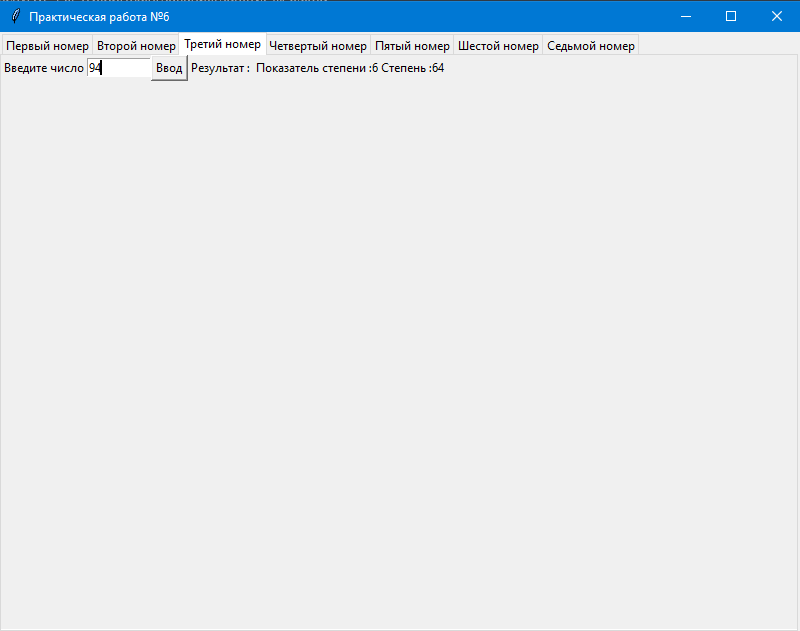 Практическая работа №6
Первый номер Второй номер Третий номер Четвертый номер Пятый номер Шестой номер Седьмой номер
Введите число 94 Ввод Результат : Показатель степени :6 Степень :64